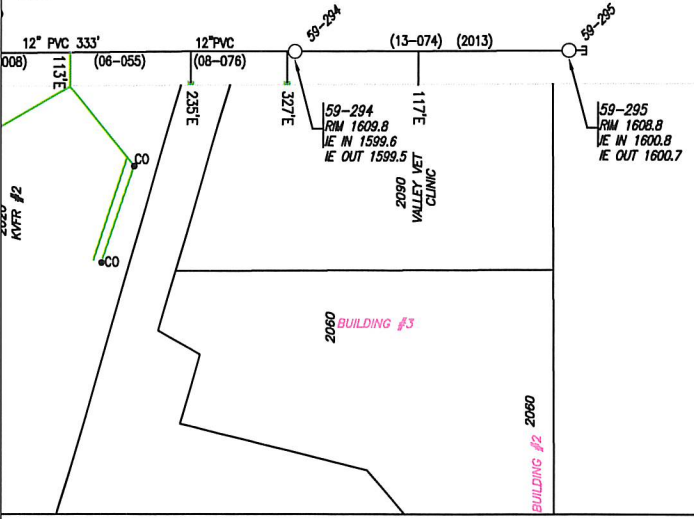 12" PVC 333'
12"PVC
59-294
(13-074) (2013)
59-295
008)
(06-055)
(08-076)
113'E
235'E
327'E
117'E
59-294
RIM 1609.8
IE IN 1599.6
IE OUT 1599.5
59-295
RIM 1608.8
IE IN 1600.8
IE OUT 1600.7
CO
CO
2090
VALLEY VET
CLINIC
KVFR #2
2060
BUILDING #3
2060
BUILDING #2